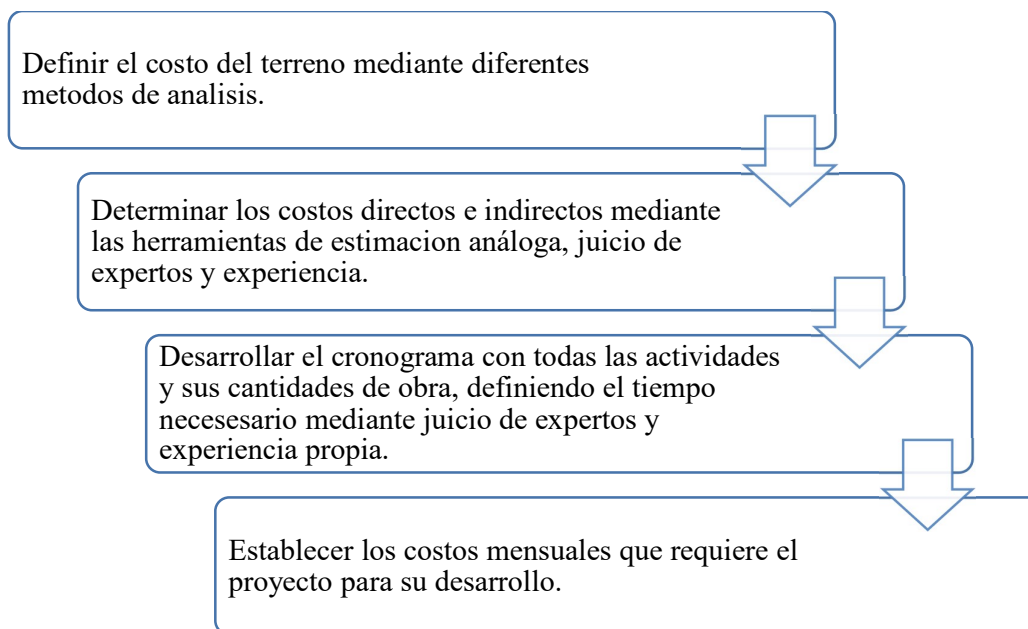 Definir el costo del terreno mediante diferentes
metodos de analisis.
Determinar los costos directos e indirectos mediante
las herramientas de estimacion análoga, juicio de
expertos y experiencia.
Desarrollar el cronograma con todas las actividades
y sus cantidades de obra, definiendo el tiempo
necesesario mediante juicio de expertos y
experiencia propia.
Establecer los costos mensuales que requiere el
proyecto para su desarrollo.